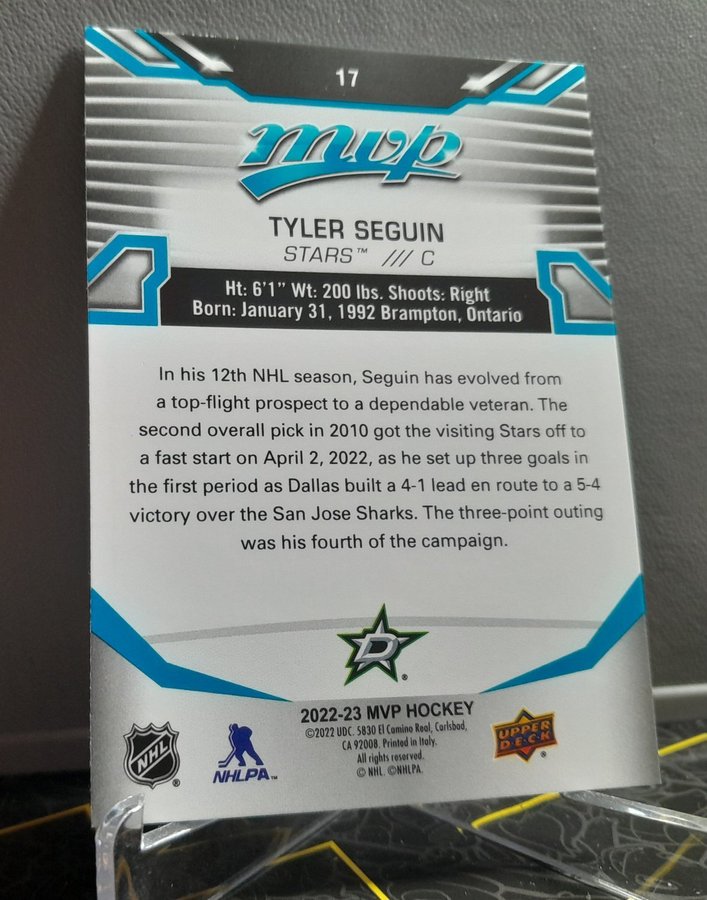 17
mvp
TYLER SEGUIN
STARS™ /// C
Ht: 6'1" Wt: 200 lbs. Shoots: Right
Born: January 31, 1992 Brampton, Ontario
In his 12th NHL season, Seguin has evolved from
a top-flight prospect to a dependable veteran. The
second overall pick in 2010 got the visiting Stars off to
a fast start on April 2, 2022, as he set up three goals in
the first period as Dallas built a 4-1 lead en route to a 5-4
victory over the San Jose Sharks. The three-point outing
was his fourth of the campaign.
D ®
2022-23 MVP HOCKEY
©2022 UDC. 5830 El Camino Real, Carlsbad,
CA 92008. Printed in Italy.
All rights reserved.
© NHL. ©NHLPA.
NHL ®
NHLPA™
UPPER
DECK ®